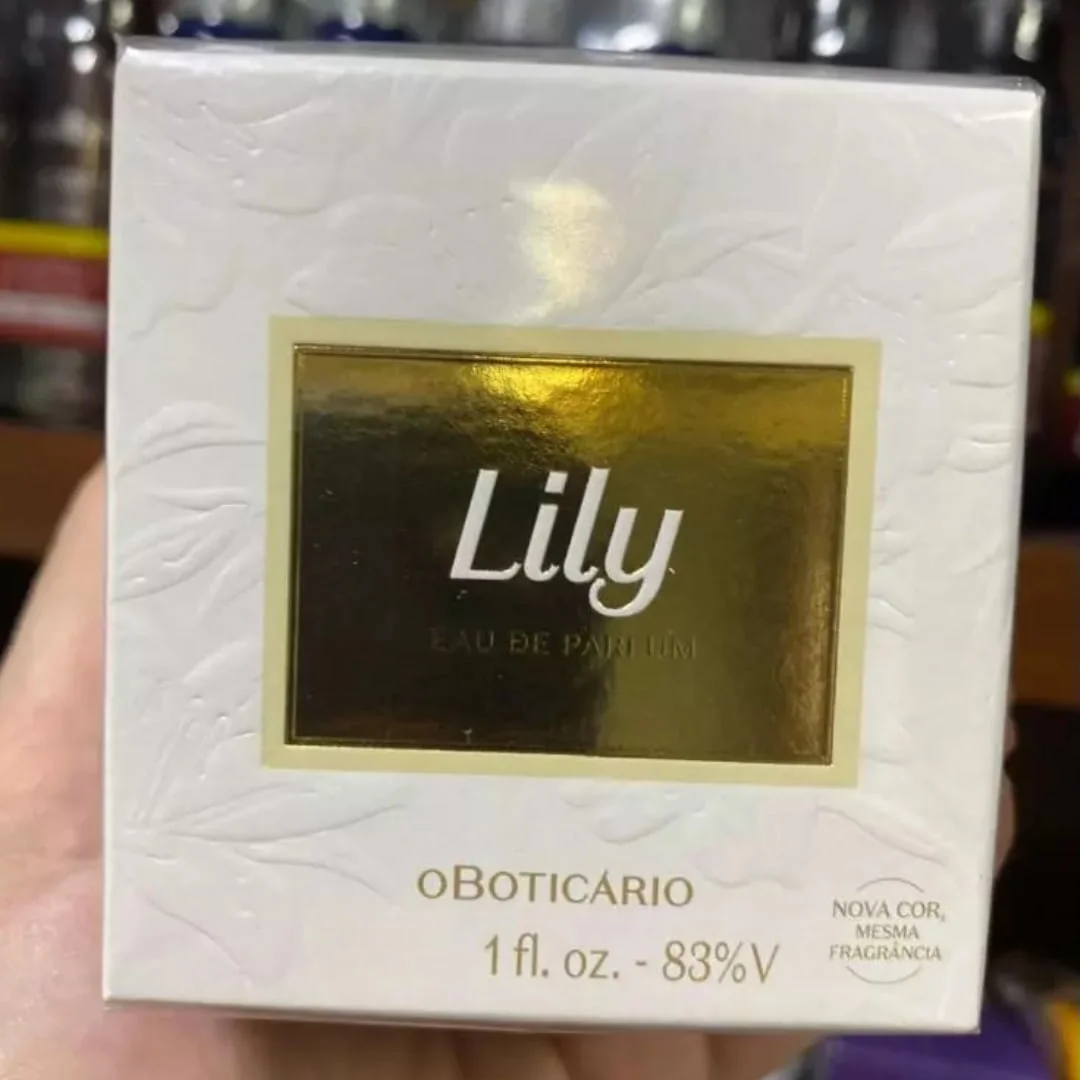 Lily
EAU DE PARFUM
oBOTICÁRIO
1 fl. oz. - 83%V
NOVA COR,
MESMA
FRAGRÂNCIA